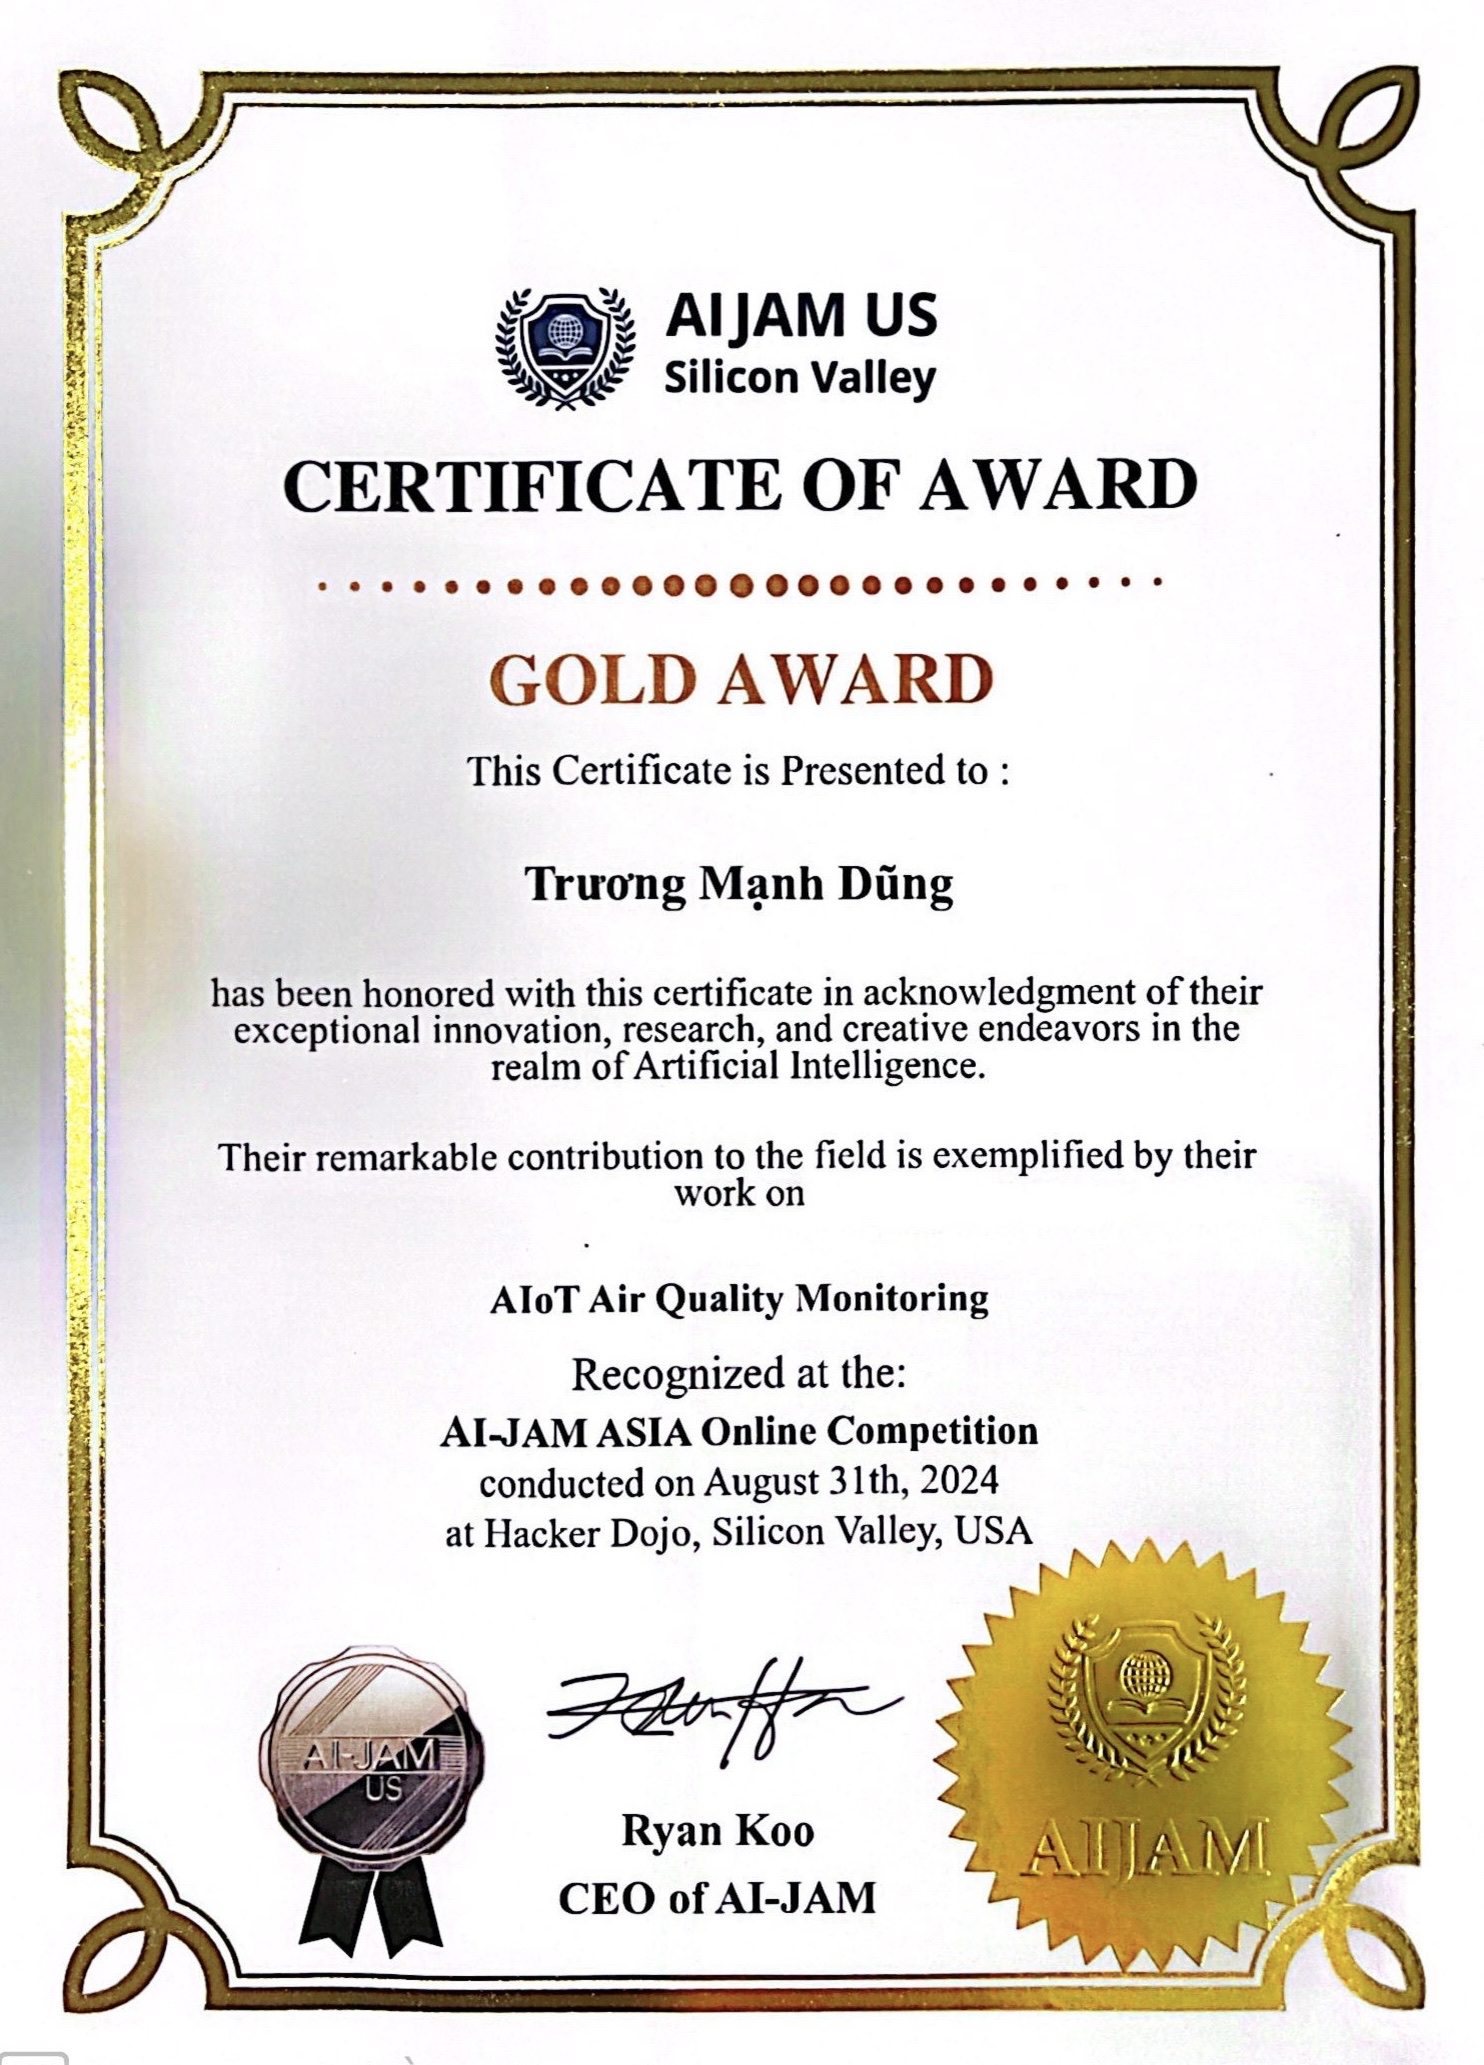 AIJAM US
Silicon Valley
CERTIFICATE OF AWARD
GOLD AWARD
This Certificate is Presented to :
Trương Mạnh Dũng
has been honored with this certificate in acknowledgment of their
exceptional innovation, research, and creative endeavors in the
realm of Artificial Intelligence.
Their remarkable contribution to the field is exemplified by their
work on
AIoT Air Quality Monitoring
Recognized at the:
AI-JAM ASIA Online Competition
conducted on August 31th, 2024
at Hacker Dojo, Silicon Valley, USA
AI-JAM
US
Ryan Koo
CEO of AI-JAM
AIJAM